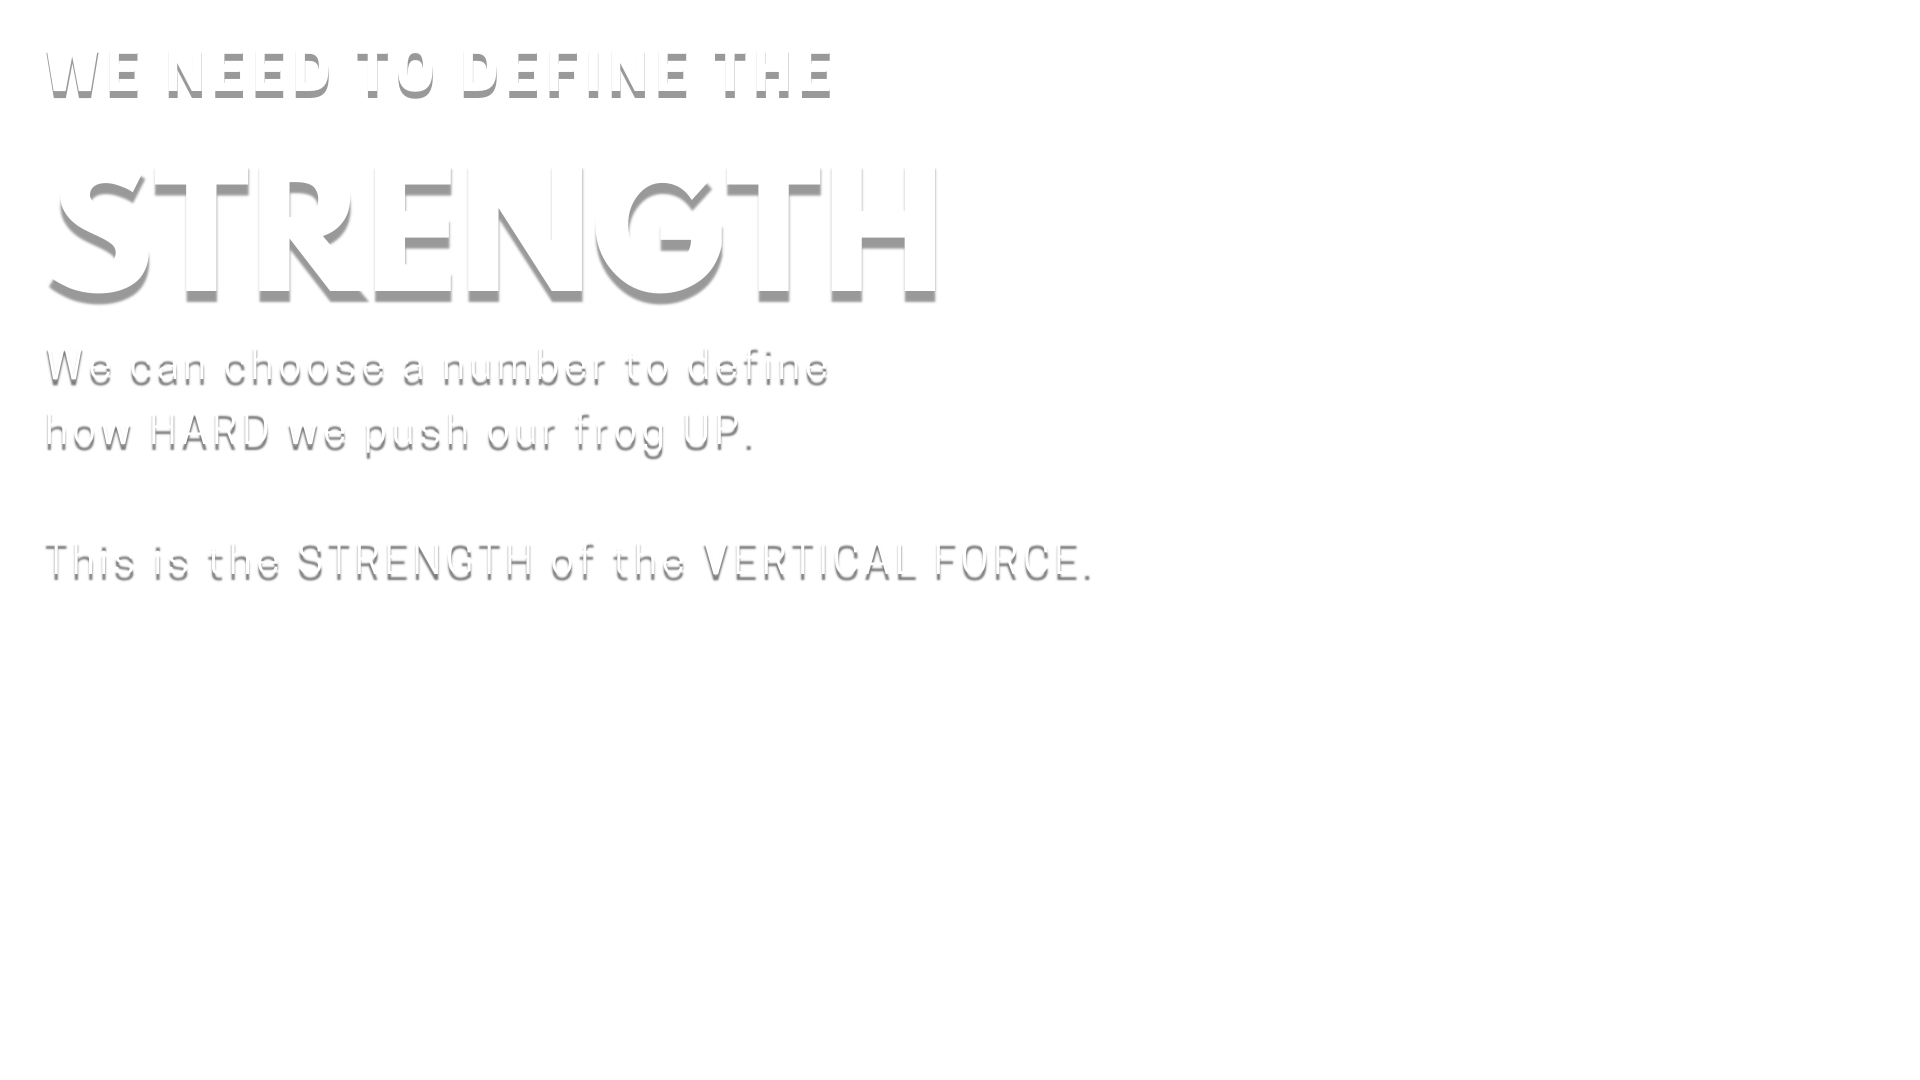 WE NEED TO DEFINE THE
STRENGTH
We can choose a number to define
how HARD we push our frog UP.
This is the STRENGTH of the VERTICAL FORCE.